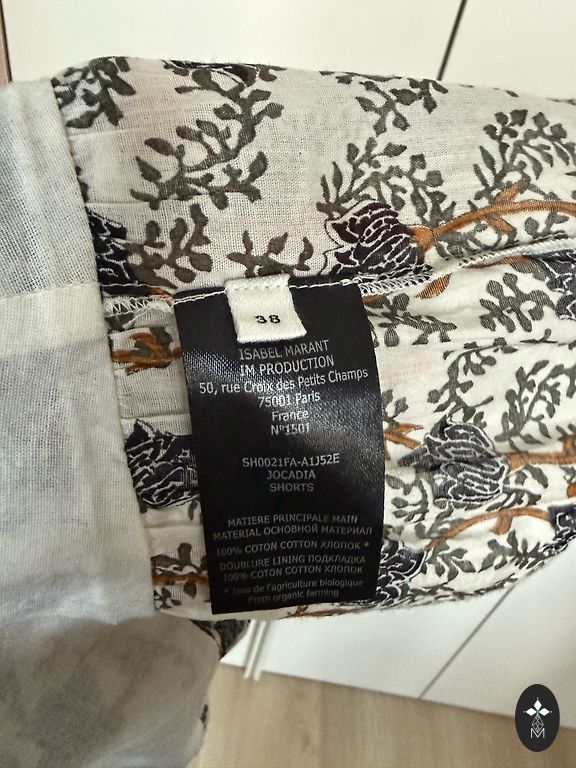 38
ISABEL MARANT
IM PRODUCTION
50, rue Croix des Petits Champs
75001 Paris
France
N°1501
SH0021FA-A1J52E
JOCADIA
SHORTS
MATIERE PRINCIPALE MAIN
MATERIAL ОСНОВНОЙ МАТЕРИАЛ
100% COTON COTTON ХЛОПОК *
DOUBLURE LINING ПОДКЛАДКА
100% COTON COTTON ХЛОПОК
* Issu de l'agriculture biologique
From organic farming
M